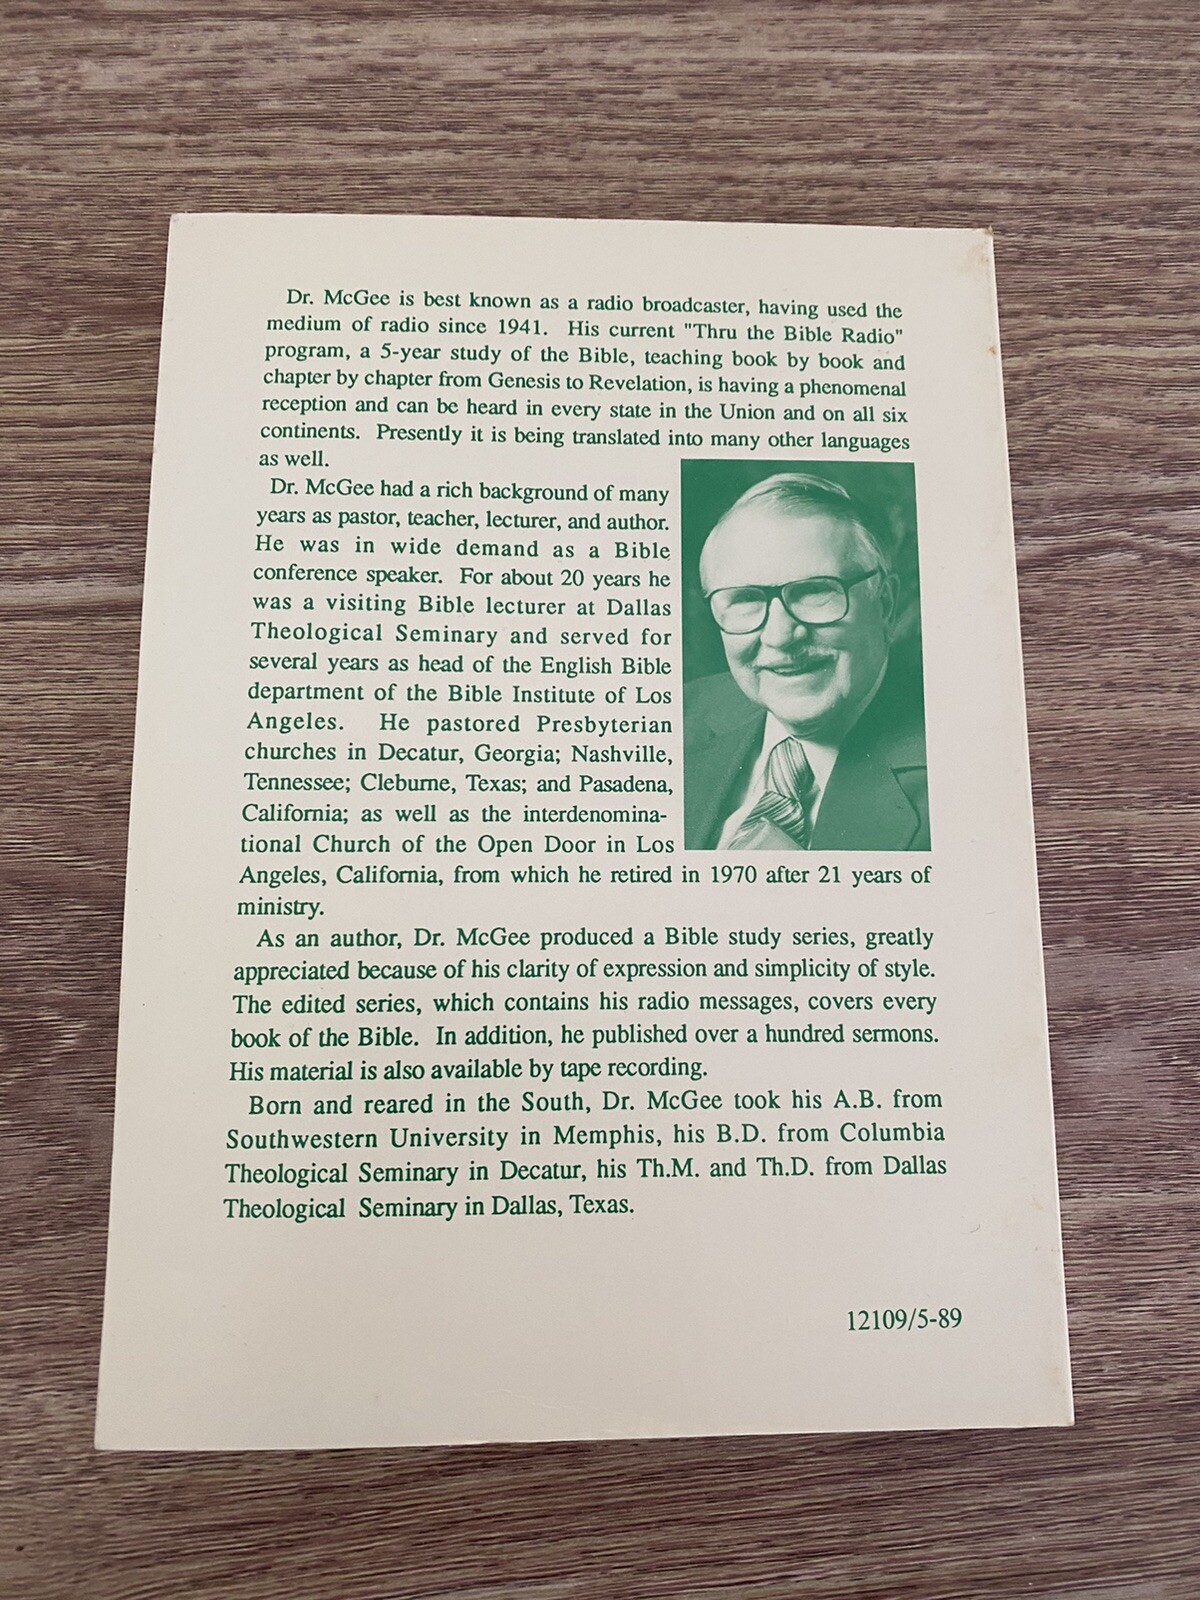 Dr. McGee is best known as a radio broadcaster, having used the
medium of radio since 1941. His current "Thru the Bible Radio"
program, a 5-year study of the Bible, teaching book by book and
chapter by chapter from Genesis to Revelation, is having a phenomenal
reception and can be heard in every state in the Union and on all six
continents. Presently it is being translated into many other languages
as well.
Dr. McGee had a rich background of many
years as pastor, teacher, lecturer, and author.
He was in wide demand as a Bible
conference speaker. For about 20 years he
was a visiting Bible lecturer at Dallas
Theological Seminary and served for
several years as head of the English Bible
department of the Bible Institute of Los
Angeles. He pastored Presbyterian
churches in Decatur, Georgia; Nashville,
Tennessee; Cleburne, Texas; and Pasadena,
California; as well as the interdenomina-
tional Church of the Open Door in Los
Angeles, California, from which he retired in 1970 after 21 years of
ministry.
As an author, Dr. McGee produced a Bible study series, greatly
appreciated because of his clarity of expression and simplicity of style.
The edited series, which contains his radio messages, covers every
book of the Bible. In addition, he published over a hundred sermons.
His material is also available by tape recording.
Born and reared in the South, Dr. McGee took his A.B. from
Southwestern University in Memphis, his B.D. from Columbia
Theological Seminary in Decatur, his Th.M. and Th.D. from Dallas
Theological Seminary in Dallas, Texas.
12109/5-89